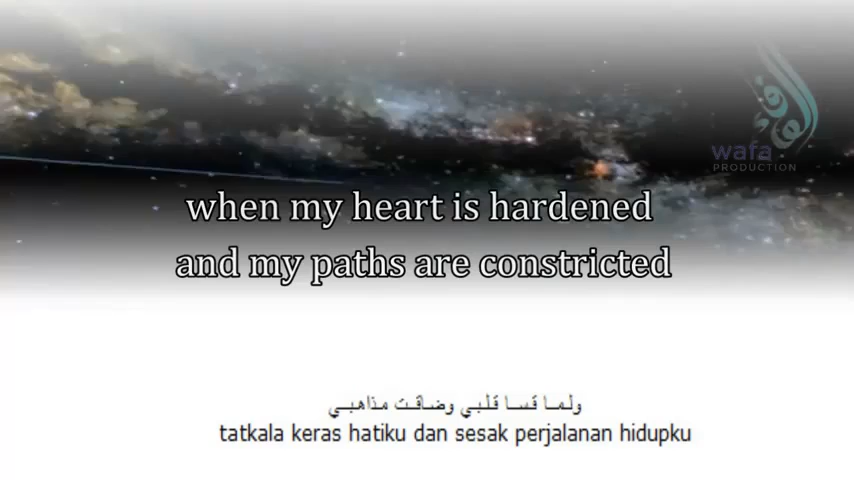 wafa
PRODUCTION
when my heart is hardened
and my paths are constricted
ولما قسا قلبي وضاقت مذاهبي
tatkala keras hatiku dan sesak perjalanan hidupku